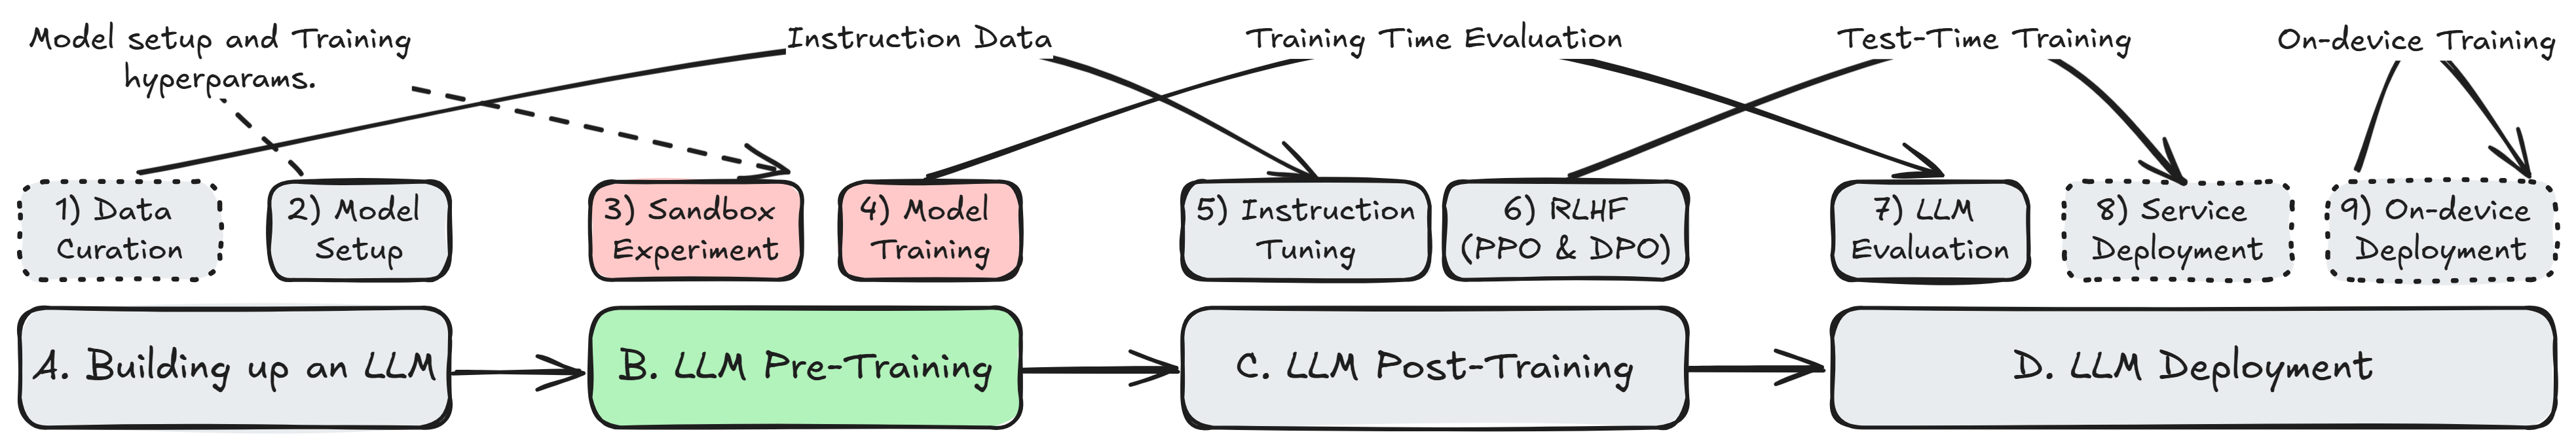 Model setup and Training
hyperparams.
Instruction Data
Training Time Evaluation
Test-Time Training
On-device Training
1) Data
Curation
2) Model
Setup
3) Sandbox
Experiment
4) Model
Training
5) Instruction
Tuning
6) RLHF
(PPO & DPO)
7) LLM
Evaluation
8) Service
Deployment
9) On-device
Deployment
A. Building up an LLM
B. LLM Pre-Training
C. LLM Post-Training
D. LLM Deployment